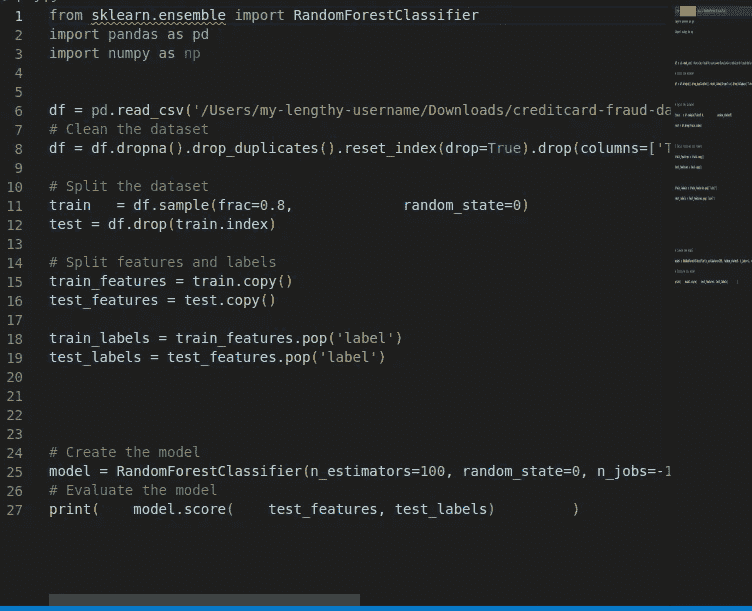 1 from sklearn.ensemble import RandomForestClassifier
2 import pandas as pd
3 import numpy as np
4
5
6 df = pd.read_csv('/Users/my-lengthy-username/Downloads/creditcard-fraud-da
7 # Clean the dataset
8 df = df.dropna().drop_duplicates().reset_index(drop=True).drop(columns=['T
9
10 # Split the dataset
11 train   = df.sample(frac=0.8,             random_state=0)
12 test = df.drop(train.index)
13
14 # Split features and labels
15 train_features = train.copy()
16 test_features = test.copy()
17
18 train_labels = train_features.pop('label')
19 test_labels = test_features.pop('label')
20
21
22
23
24 # Create the model
25 model = RandomForestClassifier(n_estimators=100, random_state=0, n_jobs=-1
26 # Evaluate the model
27 print(    model.score(    test_features, test_labels)         )